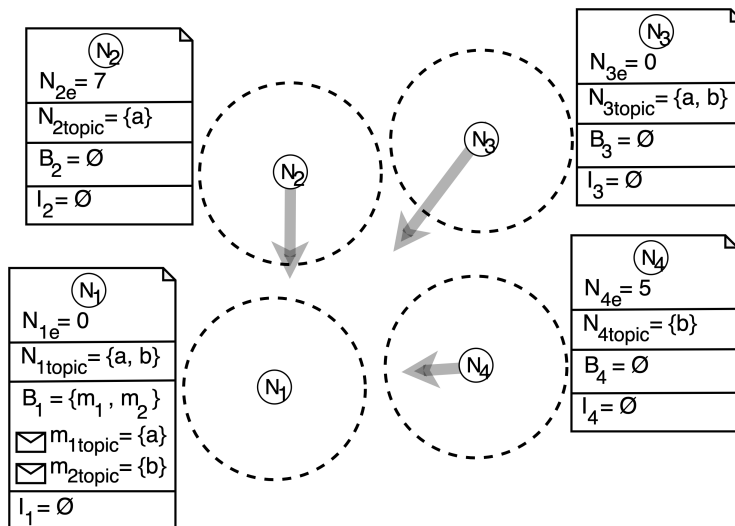 N2
N2e = 7
N2topic = {a}
B2 = Ø
I2 = Ø
N3
N3e = 0
N3topic = {a, b}
B3 = Ø
I3 = Ø
N2
N3
N1
N1e = 0
N1topic = {a, b}
B1 = {m1 , m2}
m1topic = {a}
m2topic = {b}
I1 = Ø
N4
N4e = 5
N4topic = {b}
B4 = Ø
I4 = Ø
N1
N4